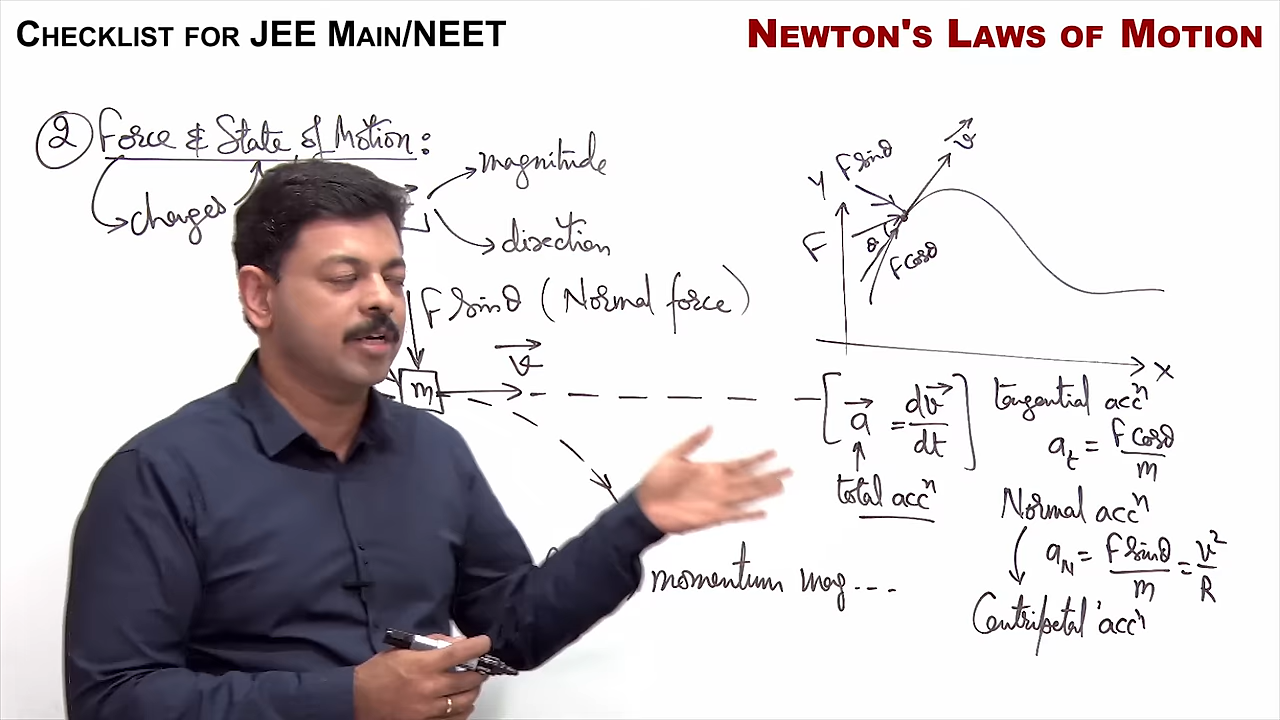 CHECKLIST FOR JEE MAIN/NEET
NEWTON'S LAWS OF MOTION
② Force & State of Motion:
changes
magnitude
direction
F sinθ (Normal force)
v
m
momentum mag...
Y
F
F sinθ
v
θ
F cosθ
X
[a = dv/dt]
total accⁿ
tangential accⁿ
aₜ = F cosθ/m
Normal accⁿ
a_N = F sinθ/m = v²/R
Centripetal accⁿ